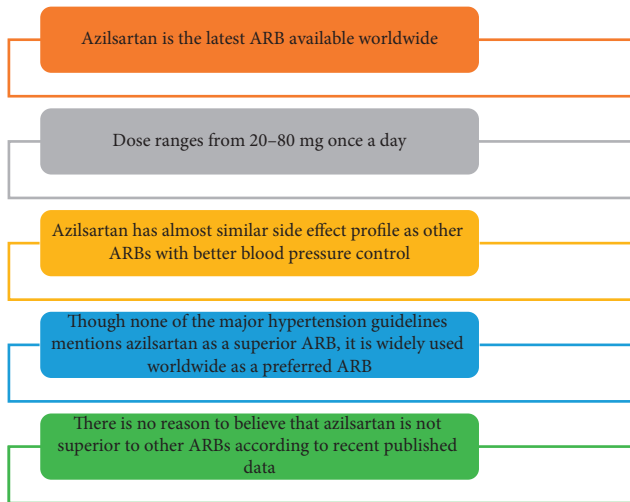 Azilsartan is the latest ARB available worldwide
Dose ranges from 20–80 mg once a day
Azilsartan has almost similar side effect profile as other
ARBs with better blood pressure control
Though none of the major hypertension guidelines
mentions azilsartan as a superior ARB, it is widely used
worldwide as a preferred ARB
There is no reason to believe that azilsartan is not
superior to other ARBs according to recent published
data